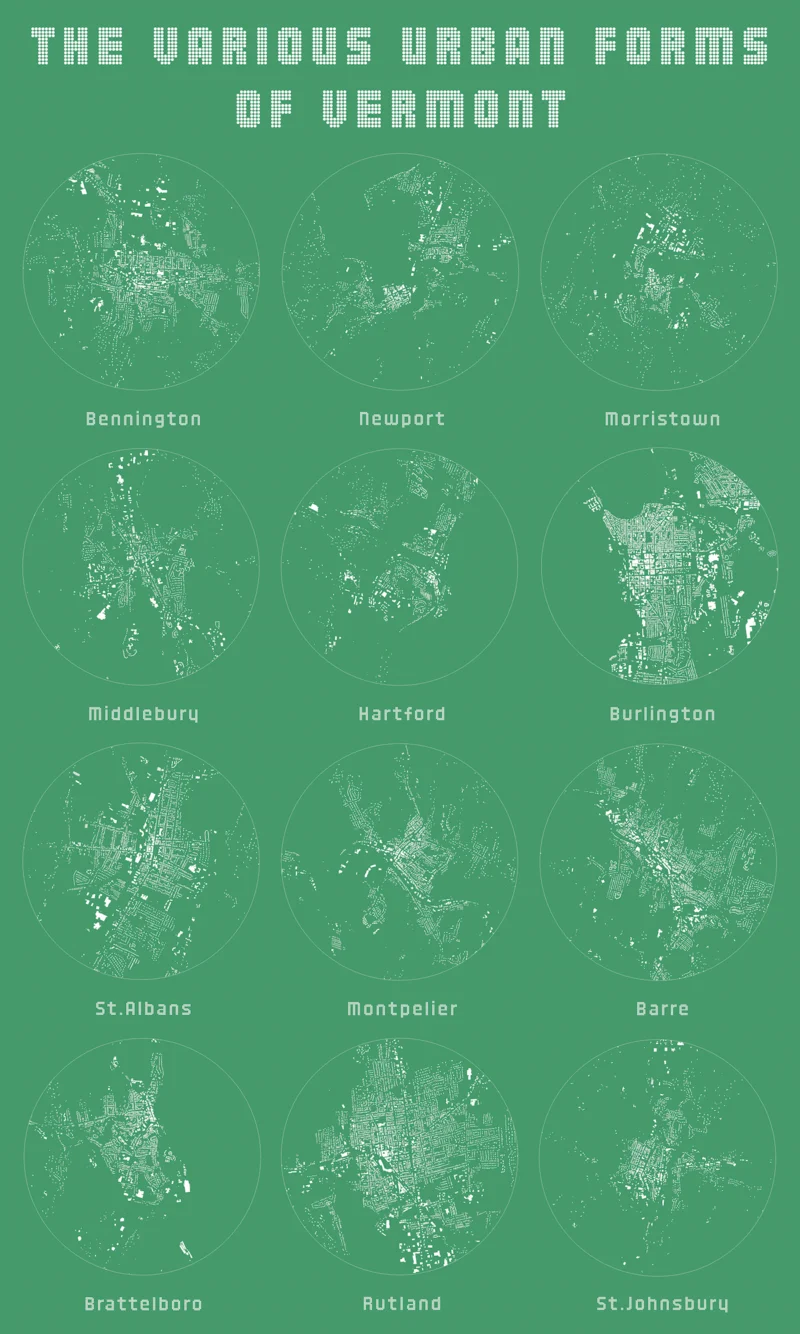 THE VARIOUS URBAN FORMS
OF VERMONT
Bennington
Newport
Morristown
Middlebury
Hartford
Burlington
St.Albans
Montpelier
Barre
Brattelboro
Rutland
St.Johnsbury